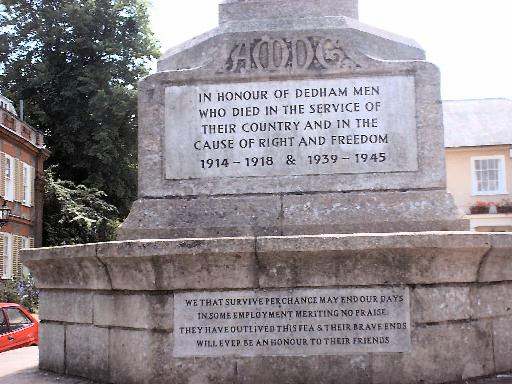 AMDG
IN HONOUR OF DEDHAM MEN
WHO DIED IN THE SERVICE OF
THEIR COUNTRY AND IN THE
CAUSE OF RIGHT AND FREEDOM
1914 - 1918 & 1939 - 1945
WE THAT SURVIVE PERCHANCE MAY END OUR DAYS
IN SOME EMPLOYMENT MERITING NO PRAISE
THEY HAVE OUTLIVED THIS FEA & THEIR BRAVE ENDS
WILL EVER BE AN HONOUR TO THEIR FRIENDS